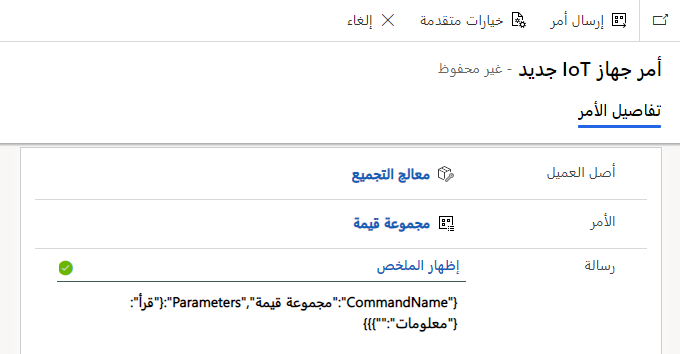 إرسال أمر خيارات متقدمة إلغاء
أمر جهاز IoT جديد - غير محفوظ
تفاصيل الأمر
أصل العميل معالج التجميع
الأمر مجموعة قيمة
رسالة إظهار الملخص
{"CommandName":"مجموعة قيمة","Parameters":{"قرأ":
{"معلومات":""}}}